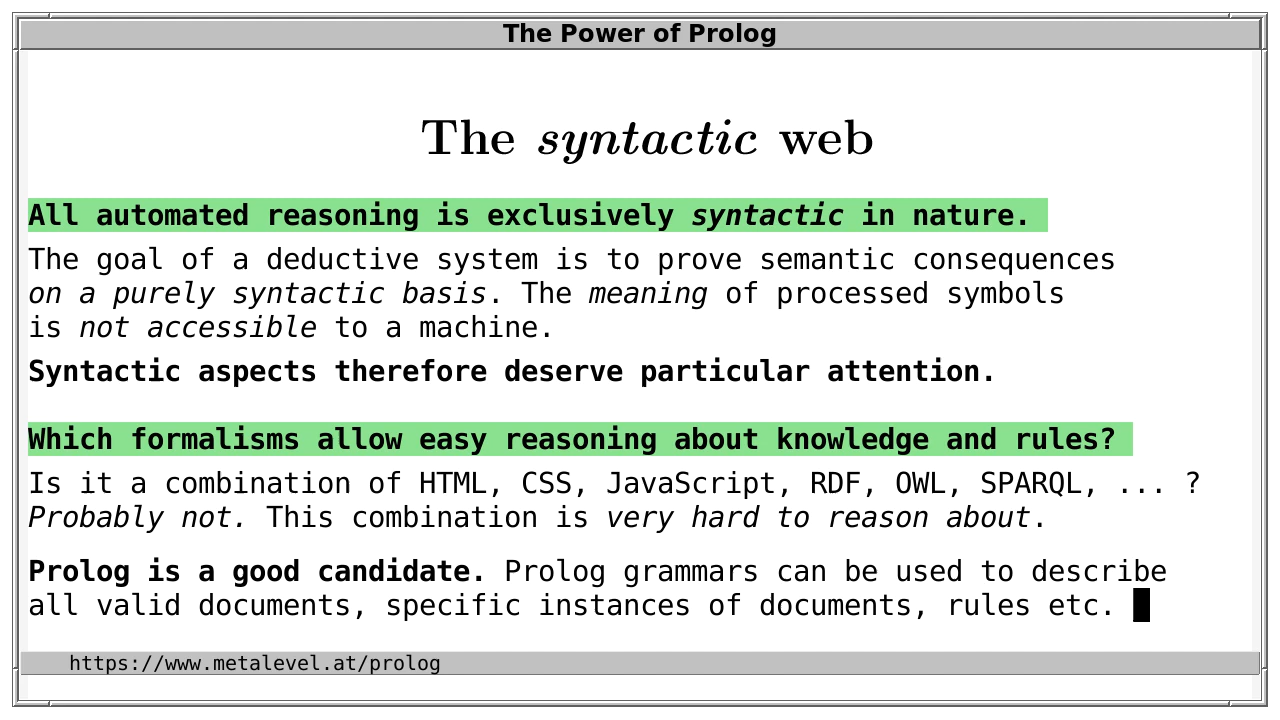 The Power of Prolog
The syntactic web
All automated reasoning is exclusively syntactic in nature.
The goal of a deductive system is to prove semantic consequences
on a purely syntactic basis. The meaning of processed symbols
is not accessible to a machine.
Syntactic aspects therefore deserve particular attention.
Which formalisms allow easy reasoning about knowledge and rules?
Is it a combination of HTML, CSS, JavaScript, RDF, OWL, SPARQL, ... ?
Probably not. This combination is very hard to reason about.
Prolog is a good candidate. Prolog grammars can be used to describe
all valid documents, specific instances of documents, rules etc.
https://www.metalevel.at/prolog